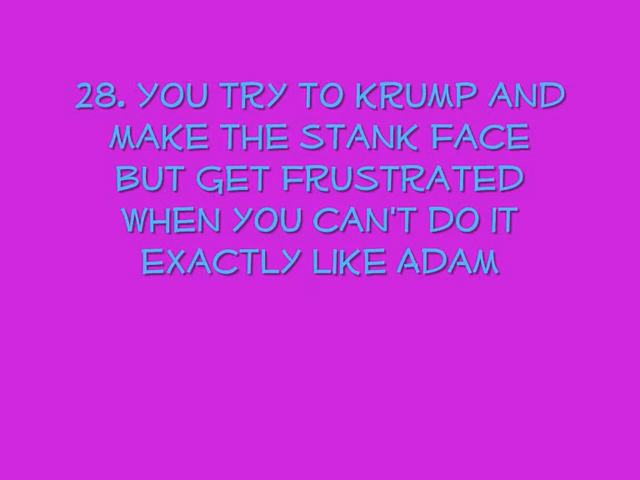 28. YOU TRY TO KRUMP AND
MAKE THE STANK FACE
BUT GET FRUSTRATED
WHEN YOU CAN'T DO IT
EXACTLY LIKE ADAM